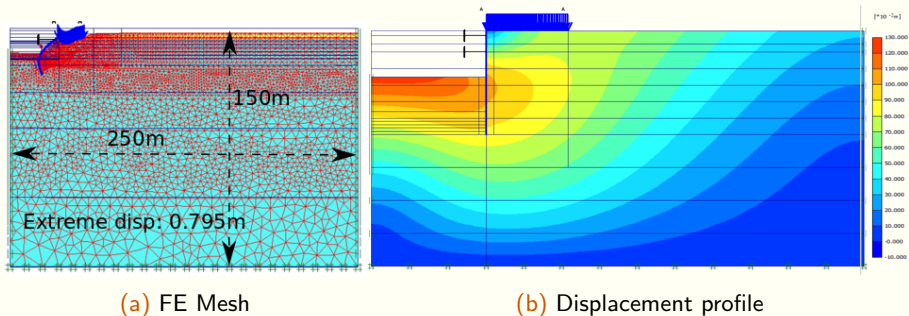 150m
250m
Extreme disp: 0.795m
(a) FE Mesh
A
A
[*10⁻³m]
130.000
120.000
110.000
100.000
90.000
80.000
70.000
60.000
50.000
40.000
30.000
20.000
10.000
0.000
-10.000
(b) Displacement profile